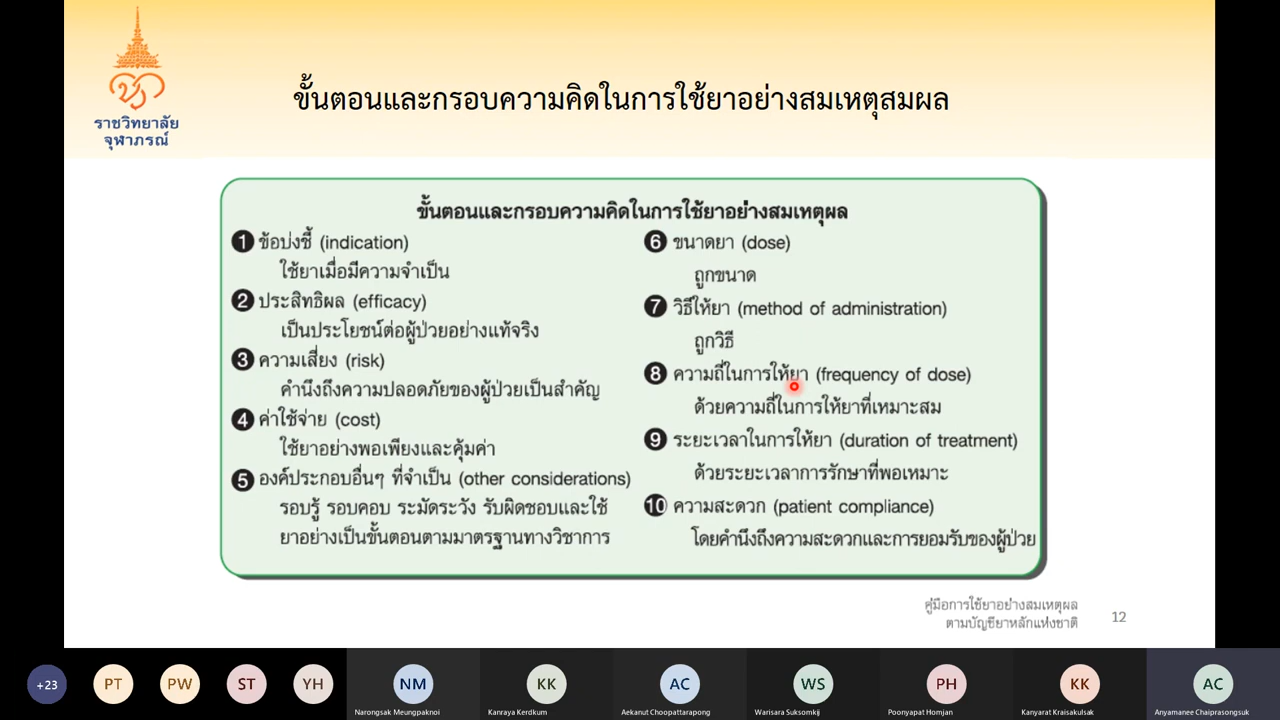 ราชวิทยาลัย
จุฬาภรณ์
ขั้นตอนและกรอบความคิดในการใช้ยาอย่างสมเหตุสมผล
ขั้นตอนและกรอบความคิดในการใช้ยาอย่างสมเหตุผล
1 ข้อบ่งชี้ (indication)
ใช้ยาเมื่อมีความจำเป็น
2 ประสิทธิผล (efficacy)
เป็นประโยชน์ต่อผู้ป่วยอย่างแท้จริง
3 ความเสี่ยง (risk)
คำนึงถึงความปลอดภัยของผู้ป่วยเป็นสำคัญ
4 ค่าใช้จ่าย (cost)
ใช้ยาอย่างพอเพียงและคุ้มค่า
5 องค์ประกอบอื่นๆ ที่จำเป็น (other considerations)
รอบรู้ รอบคอบ ระมัดระวัง รับผิดชอบและใช้
ยาอย่างเป็นขั้นตอนตามมาตรฐานทางวิชาการ
6 ขนาดยา (dose)
ถูกขนาด
7 วิธีให้ยา (method of administration)
ถูกวิธี
8 ความถี่ในการให้ยา (frequency of dose)
ด้วยความถี่ในการให้ยาที่เหมาะสม
9 ระยะเวลาในการให้ยา (duration of treatment)
ด้วยระยะเวลาการรักษาที่พอเหมาะ
10 ความสะดวก (patient compliance)
โดยคำนึงถึงความสะดวกและการยอมรับของผู้ป่วย
คู่มือการใช้ยาอย่างสมเหตุผล
ตามบัญชียาหลักแห่งชาติ
12
+23
PT
PW
ST
YH
NM
Narongsak Meungpaknoi
KK
Kanraya Kerdkum
AC
Aekanut Choopattarapong
WS
Warisara Suksomkij
PH
Poonyapat Homjan
KK
Kanyarat Kraisakulsak
AC
Anyamanee Chaiprasongsuk